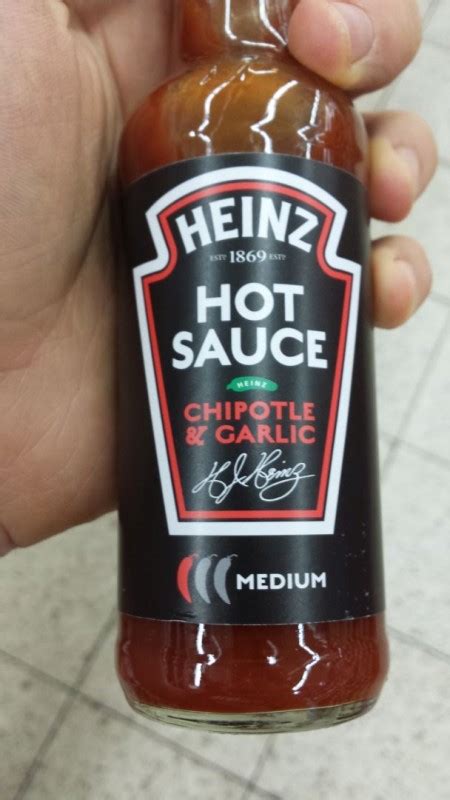 HEINZ
ESTD 1869 ESTD
HOT
SAUCE
HEINZ
CHIPOTLE
& GARLIC
H J Heinz
MEDIUM